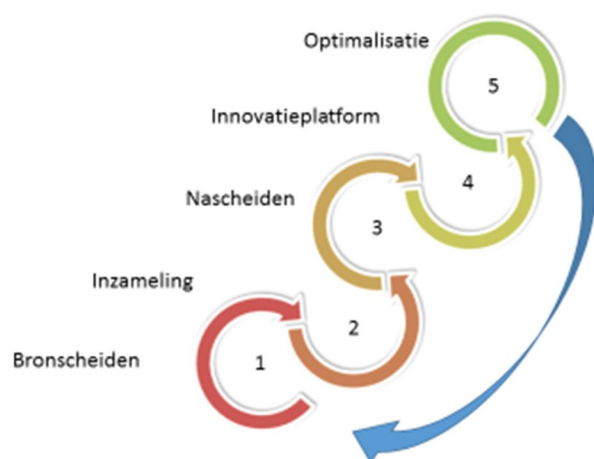 Optimalisatie
5
Innovatieplatform
4
Nascheiden
3
Inzameling
2
Bronscheiden
1